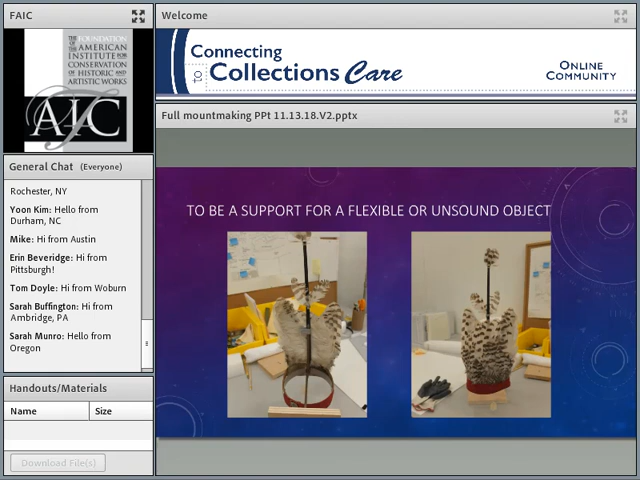 FAIC
THE FOUNDATION
OF THE AMERICAN
INSTITUTE FOR
CONSERVATION
OF HISTORIC AND
ARTISTIC WORKS
AIC
General Chat (Everyone)
Rochester, NY
Yoon Kim: Hello from
Durham, NC
Mike: Hi from Austin
Erin Beveridge: Hi from
Pittsburgh!
Tom Doyle: Hi from Woburn
Sarah Buffington: Hi from
Ambridge, PA
Sarah Munro: Hello from
Oregon
Handouts/Materials
Name Size
Download File(s)
Welcome
Connecting
to Collections Care
ONLINE
COMMUNITY
Full mountmaking PPt 11.13.18.V2.pptx
TO BE A SUPPORT FOR A FLEXIBLE OR UNSOUND OBJECT